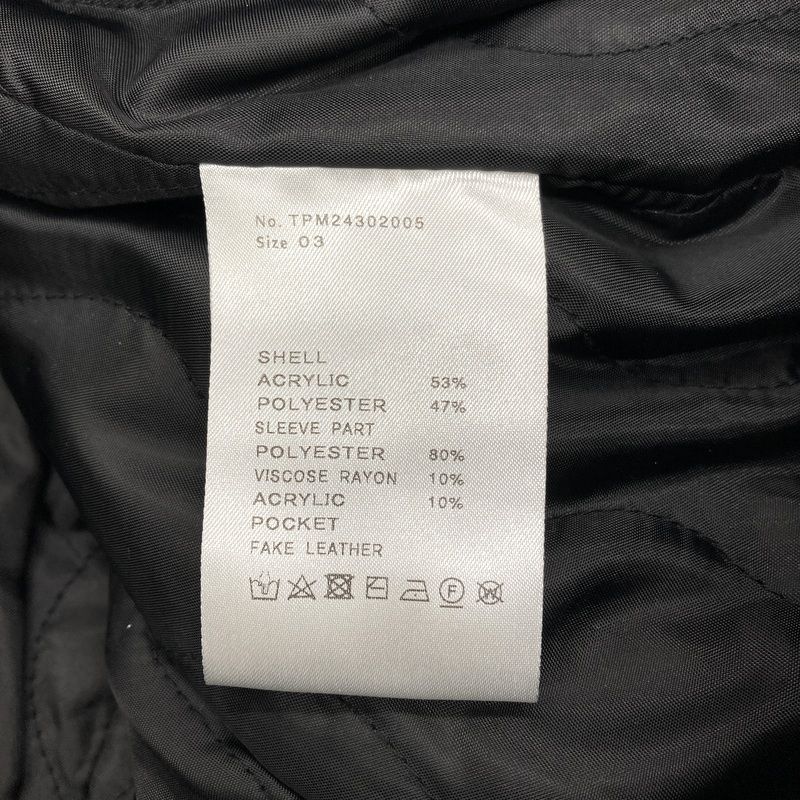 No. TPM24302005
Size 03
SHELL
ACRYLIC 53%
POLYESTER 47%
SLEEVE PART
POLYESTER 80%
VISCOSE RAYON 10%
ACRYLIC 10%
POCKET
FAKE LEATHER
F W